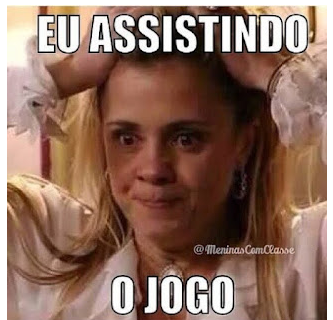 EU ASSISTINDO
@MeninasComClasse
O JOGO